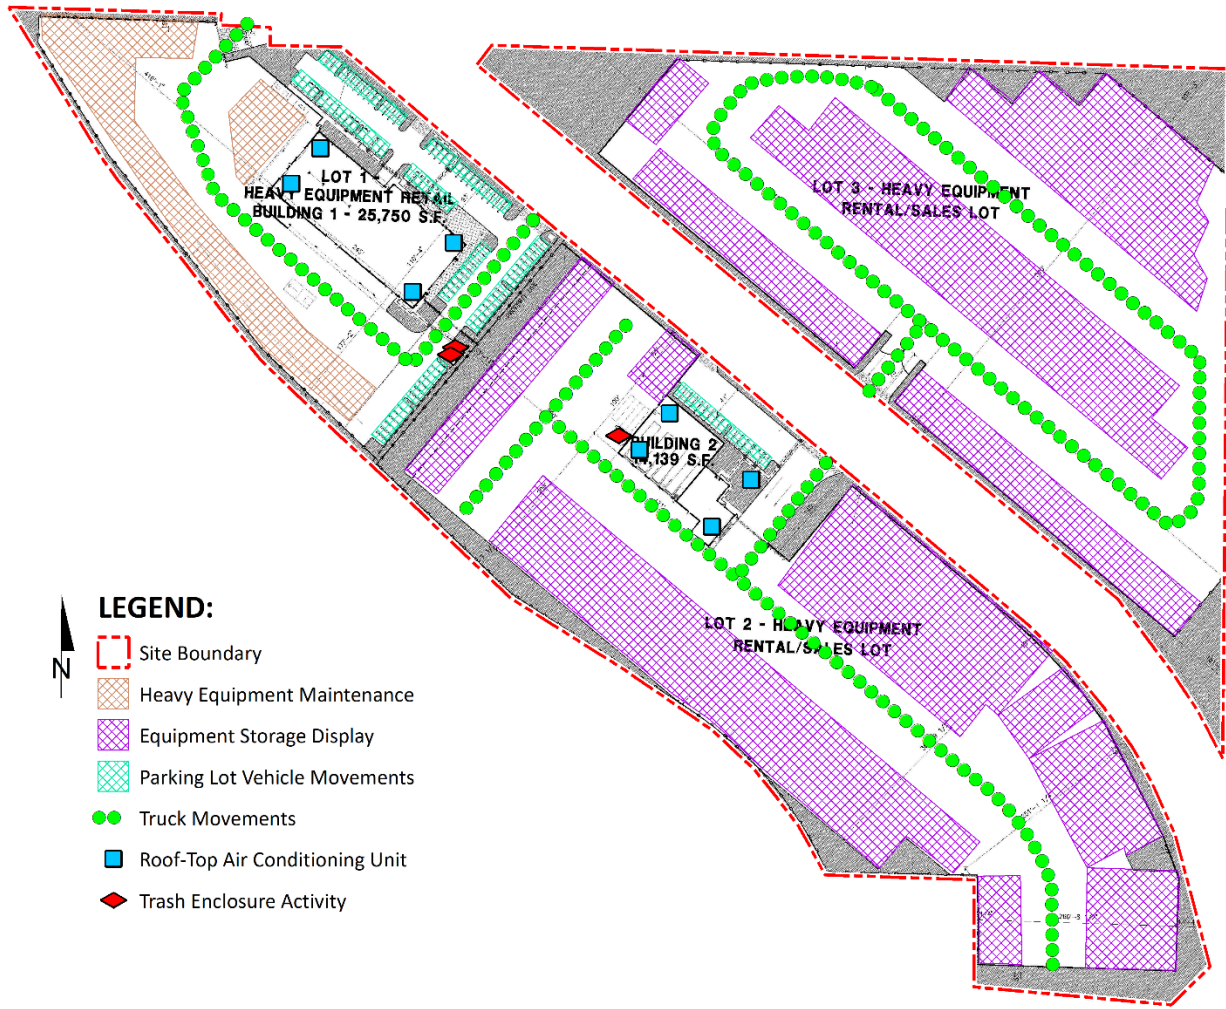 LOT 1
HEAVY EQUIPMENT RETAIL
BUILDING 1 - 25,750 S.F.
LOT 3 - HEAVY EQUIPMENT
RENTAL/SALES LOT
BUILDING 2
14,139 S.F.
LOT 2 - HEAVY EQUIPMENT
RENTAL/SALES LOT
N
LEGEND:
Site Boundary
Heavy Equipment Maintenance
Equipment Storage Display
Parking Lot Vehicle Movements
Truck Movements
Roof-Top Air Conditioning Unit
Trash Enclosure Activity